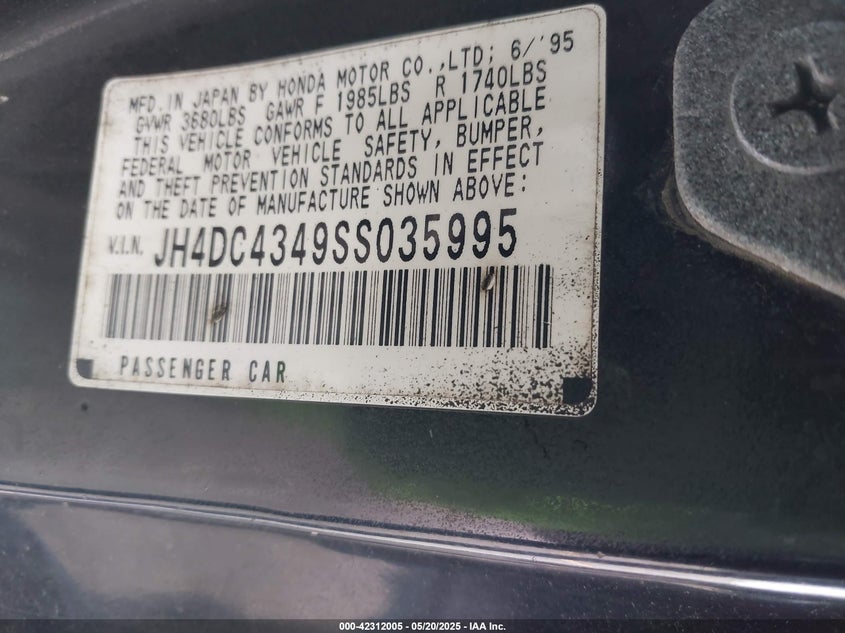 MFD. IN JAPAN BY HONDA MOTOR CO.,LTD; 6/'95
GVWR 3680LBS GAWR F 1985LBS R 1740LBS
THIS VEHICLE CONFORMS TO ALL APPLICABLE
FEDERAL MOTOR VEHICLE SAFETY, BUMPER,
AND THEFT PREVENTION STANDARDS IN EFFECT
ON THE DATE OF MANUFACTURE SHOWN ABOVE:
V.I.N. JH4DC4349SS035995
PASSENGER CAR
000-42312005 - 05/20/2025 - IAA Inc.